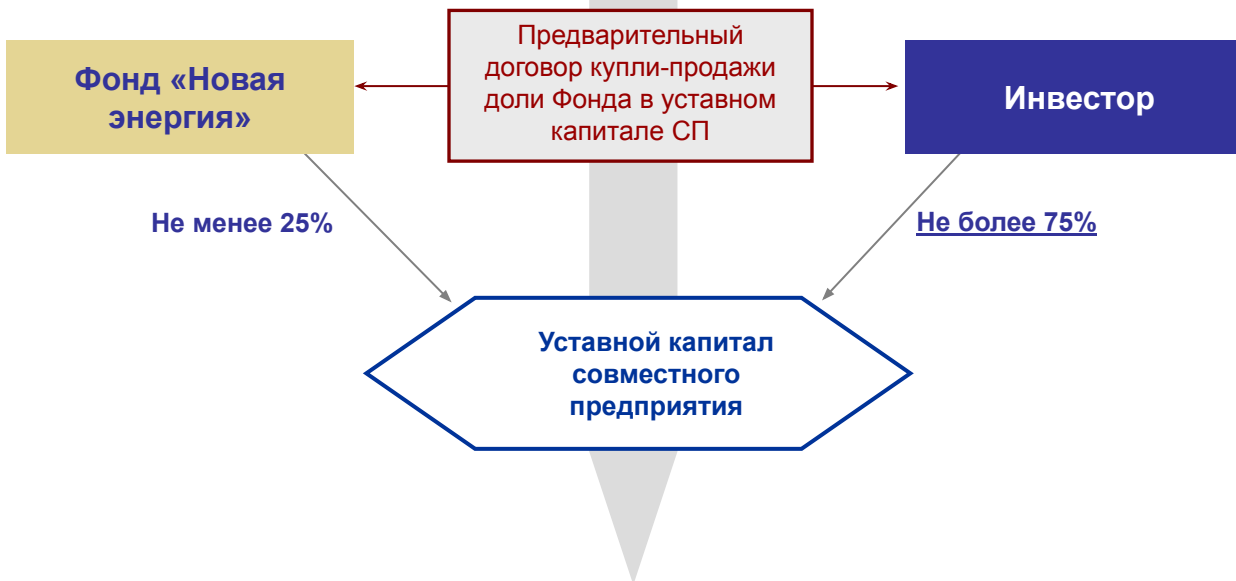 Предварительный
договор купли-продажи
доли Фонда в уставном
капитале СП
Фонд «Новая
энергия»
Инвестор
Не менее 25%
Не более 75%
Уставной капитал
совместного
предприятия